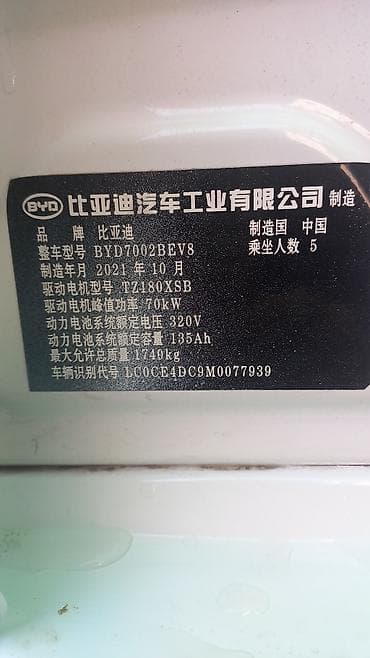 BYD 比亚迪汽车工业有限公司 制造
品 牌 比亚迪 制造国 中国
整车型号 BYD7002BEV8 乘坐人数 5
制造年月 2021 年 10 月
驱动电机型号 TZ180XSB
驱动电机峰值功率 70kW
动力电池系统额定电压 320V
动力电池系统额定容量 135Ah
最大允许总质量 1749kg
车辆识别代号 LC0CE4DC9M0077939